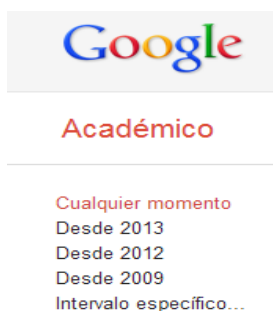 Google
Académico
Cualquier momento
Desde 2013
Desde 2012
Desde 2009
Intervalo específico...